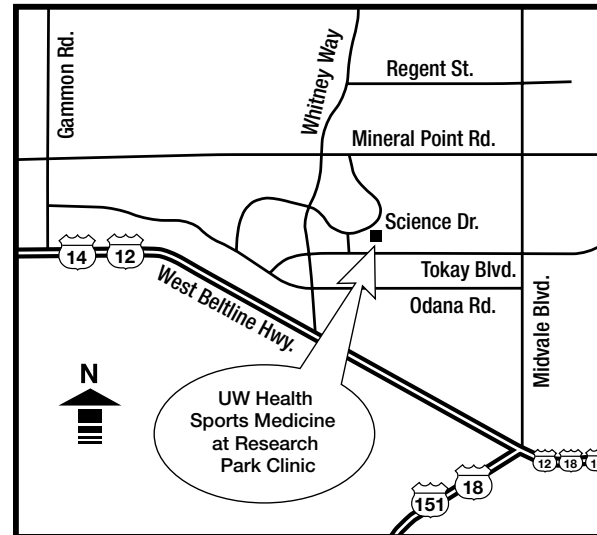 Gammon Rd.
Whitney Way
Regent St.
Mineral Point Rd.
Science Dr.
14
12
Tokay Blvd.
West Beltline Hwy.
Odana Rd.
Midvale Blvd.
N
UW Health
Sports Medicine
at Research
Park Clinic
12
18
18
151